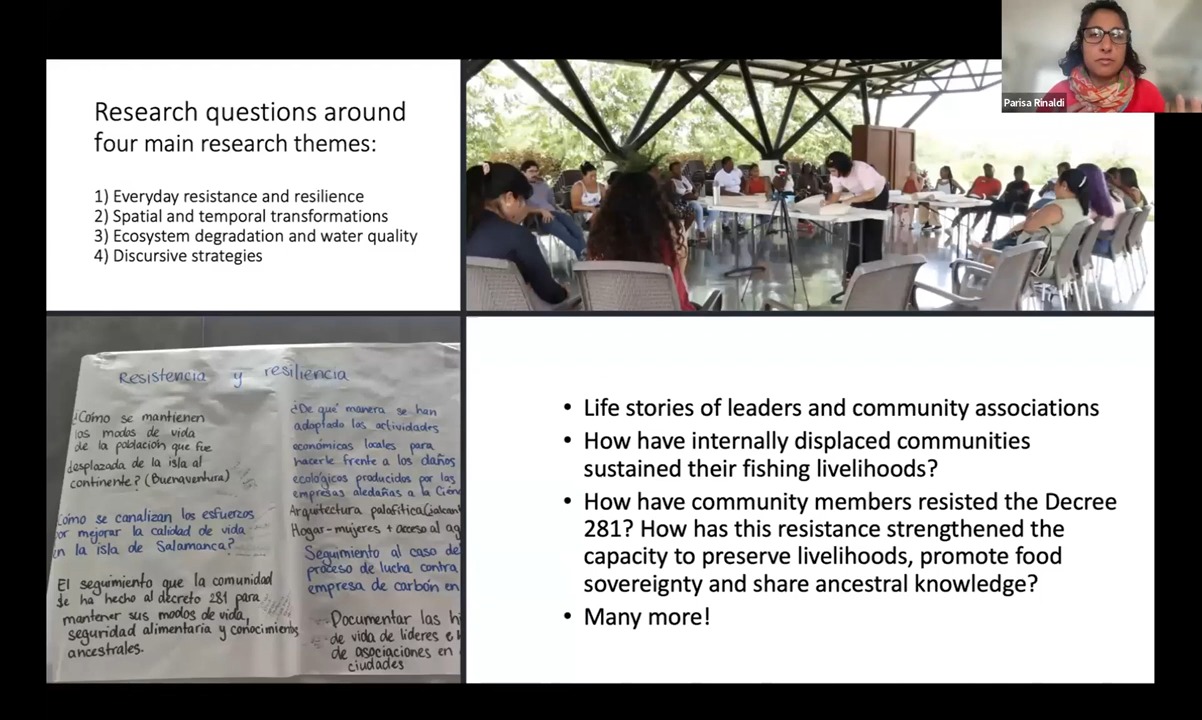 Parisa Rinaldi
Research questions around
four main research themes:
1) Everyday resistance and resilience
2) Spatial and temporal transformations
3) Ecosystem degradation and water quality
4) Discursive strategies
Resistencia y resiliencia
¿Cómo se mantienen
los modos de vida
de la población que fue
desplazada de la isla al
continente? (Buenaventura)
Cómo se canalizan los esfuerzos
por mejorar la calidad de vida
en la isla de Salamanca?
El seguimiento que la comunidad
se ha hecho al decreto 281 para
mantener sus modos de vida,
seguridad alimentaria y conocimientos
ancestrales.
¿De qué manera se han
adaptado las actividades
económicas locales para
hacerle frente a los daños
ecológicos producidos por las
empresas aledañas a la Cién
Arquitectura palafítica
Hogar-mujeres + acceso al ag
Seguimiento al caso de
proceso de lucha contra
empresa de carbón en
Documentar las hi
de vida de líderes e
de asociaciones en
ciudades
• Life stories of leaders and community associations
• How have internally displaced communities
sustained their fishing livelihoods?
• How have community members resisted the Decree
281? How has this resistance strengthened the
capacity to preserve livelihoods, promote food
sovereignty and share ancestral knowledge?
• Many more!